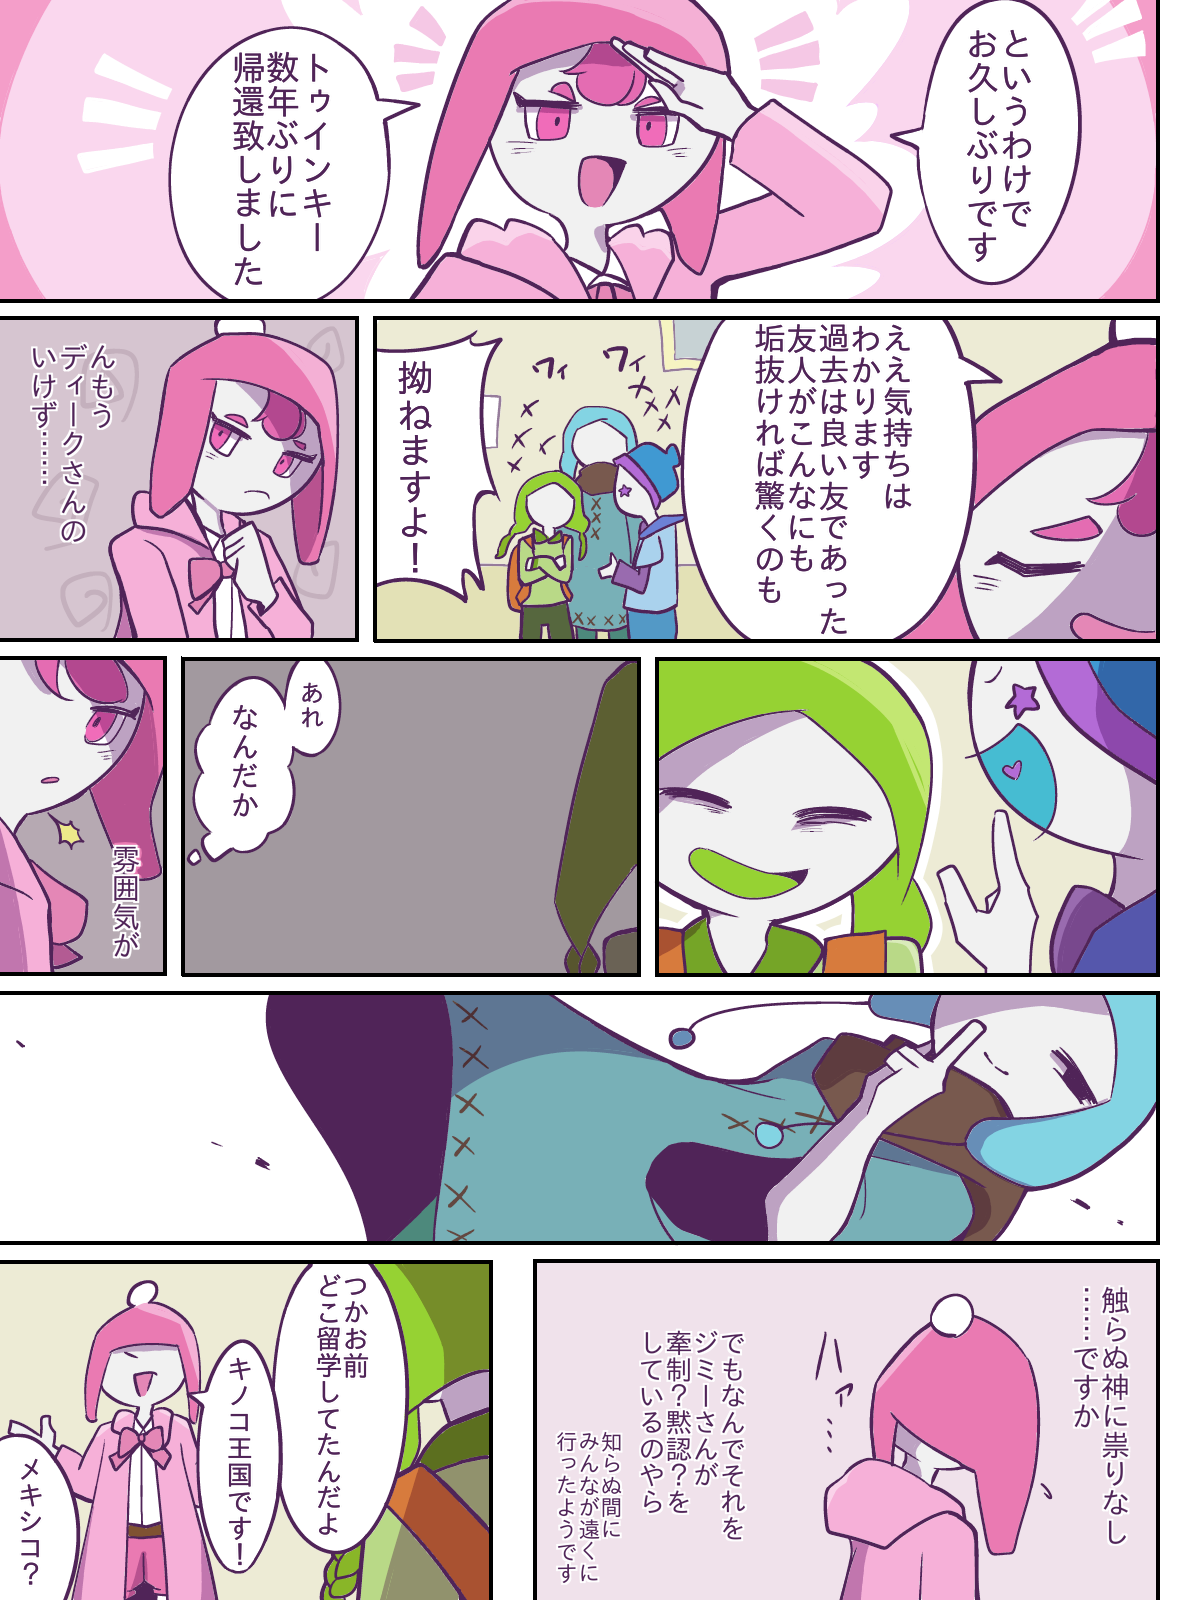 というわけで
お久しぶりです
トゥインキー
数年ぶりに
帰還致しました
ええ気持ちは
わかります
過去は良い友であった
友人がこんなにも
垢抜ければ驚くのも
ワイ
ワイ
拗ねますよ!
んもう
ディークさんの
いけず……
あれ
なんだか
雰囲気が
触らぬ神に祟りなし
……ですか
でもなんでそれを
ジミーさんが
牽制?黙認?を
しているのやら
知らぬ間に
みんなが遠くに
行ったようです
つかお前
どこ留学してたんだよ
キノコ王国です!
メキシコ?